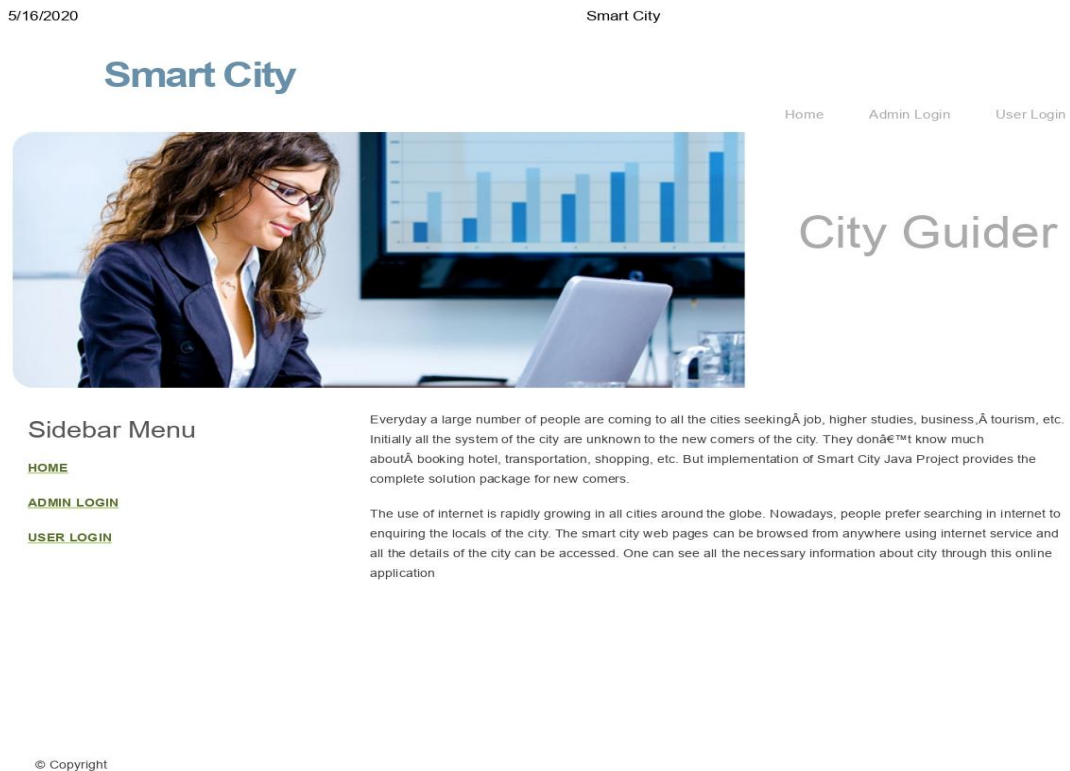 5/16/2020 Smart City
Smart City
Home Admin Login User Login
City Guider
Sidebar Menu
HOME
ADMIN LOGIN
USER LOGIN
Everyday a large number of people are coming to all the cities seekingÂ job, higher studies, business,Â tourism, etc.
Initially all the system of the city are unknown to the new comers of the city. They donâ€™t know much
aboutÂ booking hotel, transportation, shopping, etc. But implementation of Smart City Java Project provides the
complete solution package for new comers.
The use of internet is rapidly growing in all cities around the globe. Nowadays, people prefer searching in internet to
enquiring the locals of the city. The smart city web pages can be browsed from anywhere using internet service and
all the details of the city can be accessed. One can see all the necessary information about city through this online
application
© Copyright